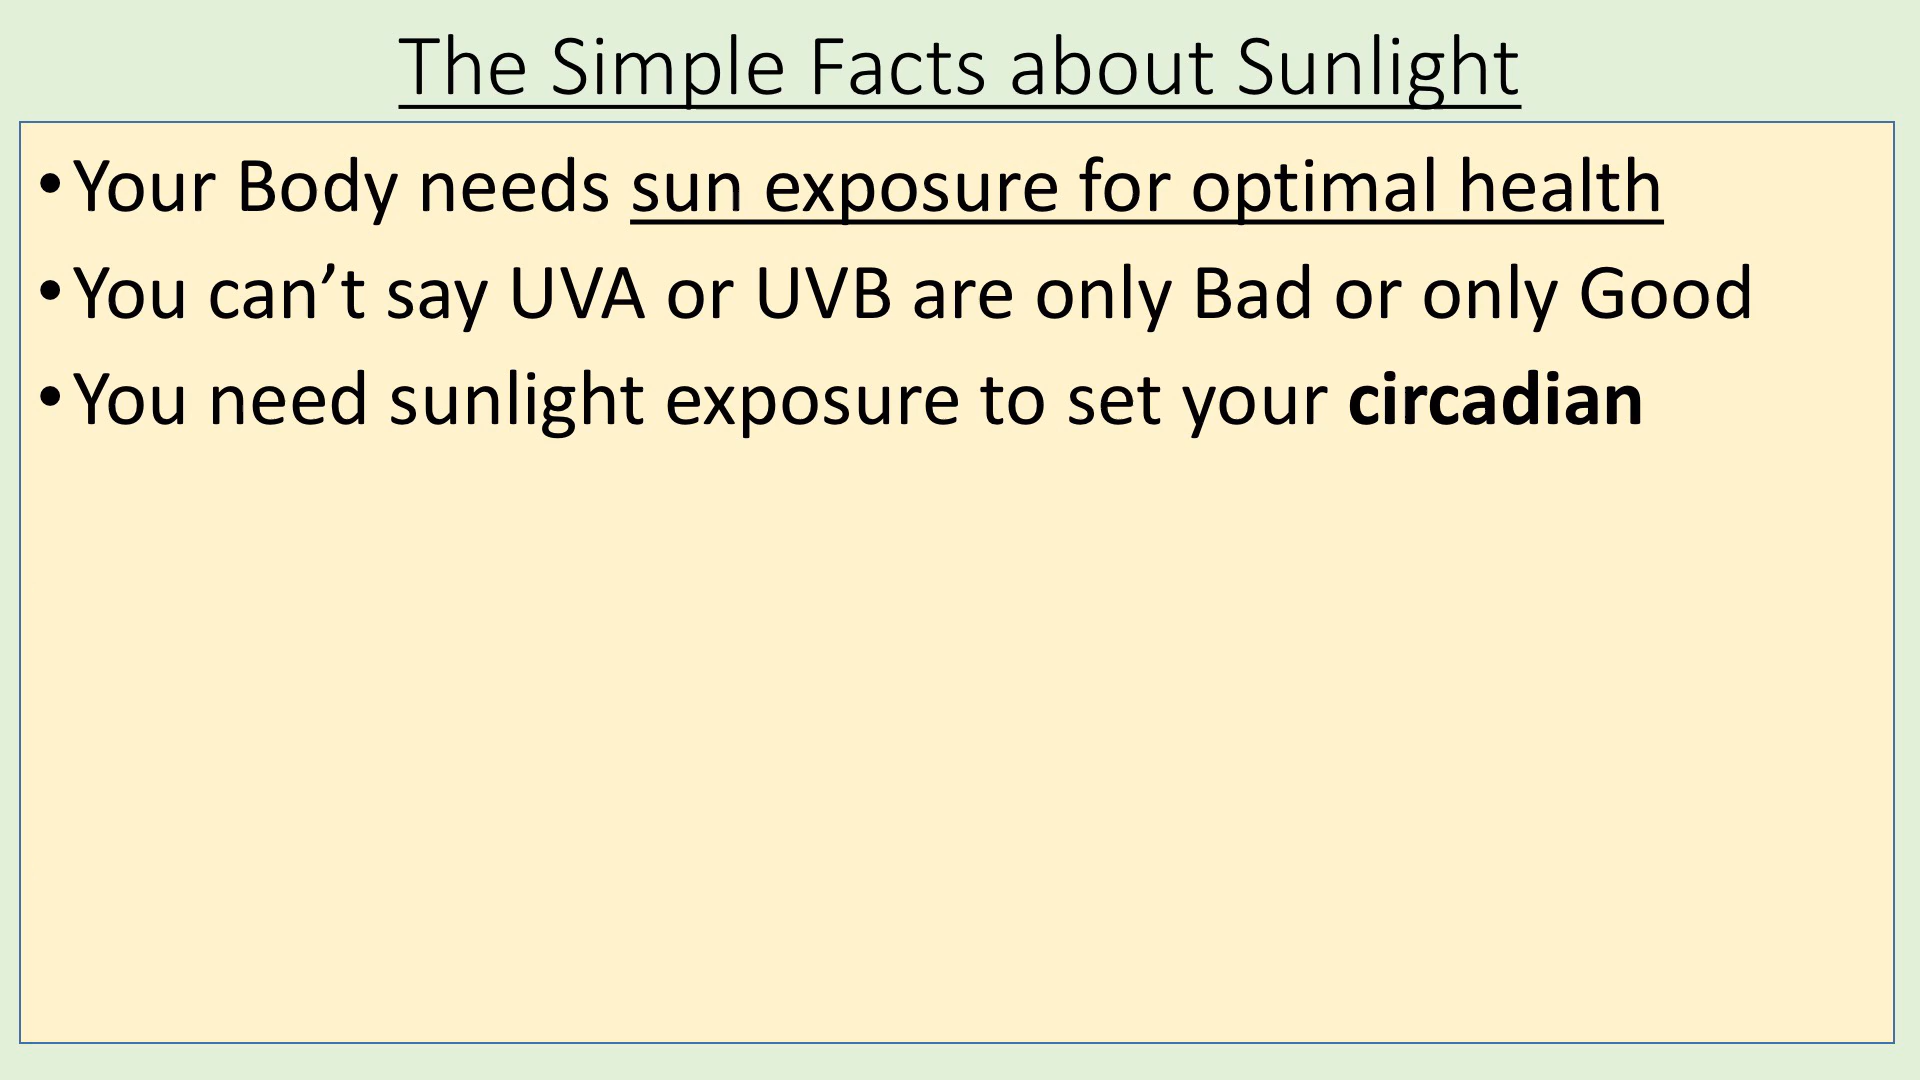 The Simple Facts about Sunlight
• Your Body needs sun exposure for optimal health
• You can’t say UVA or UVB are only Bad or only Good
• You need sunlight exposure to set your circadian